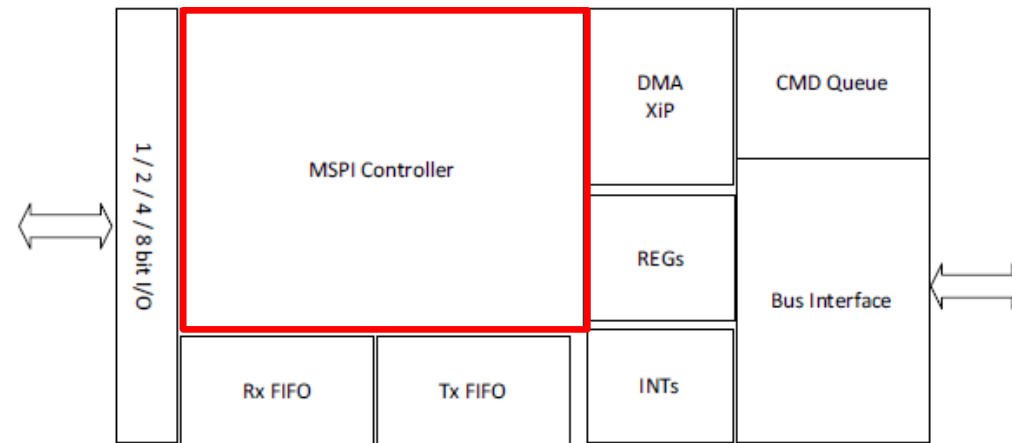 1 / 2 / 4 / 8 bit I/O
MSPI Controller
DMA
XiP
CMD Queue
REGs
Bus Interface
Rx FIFO
Tx FIFO
INTs